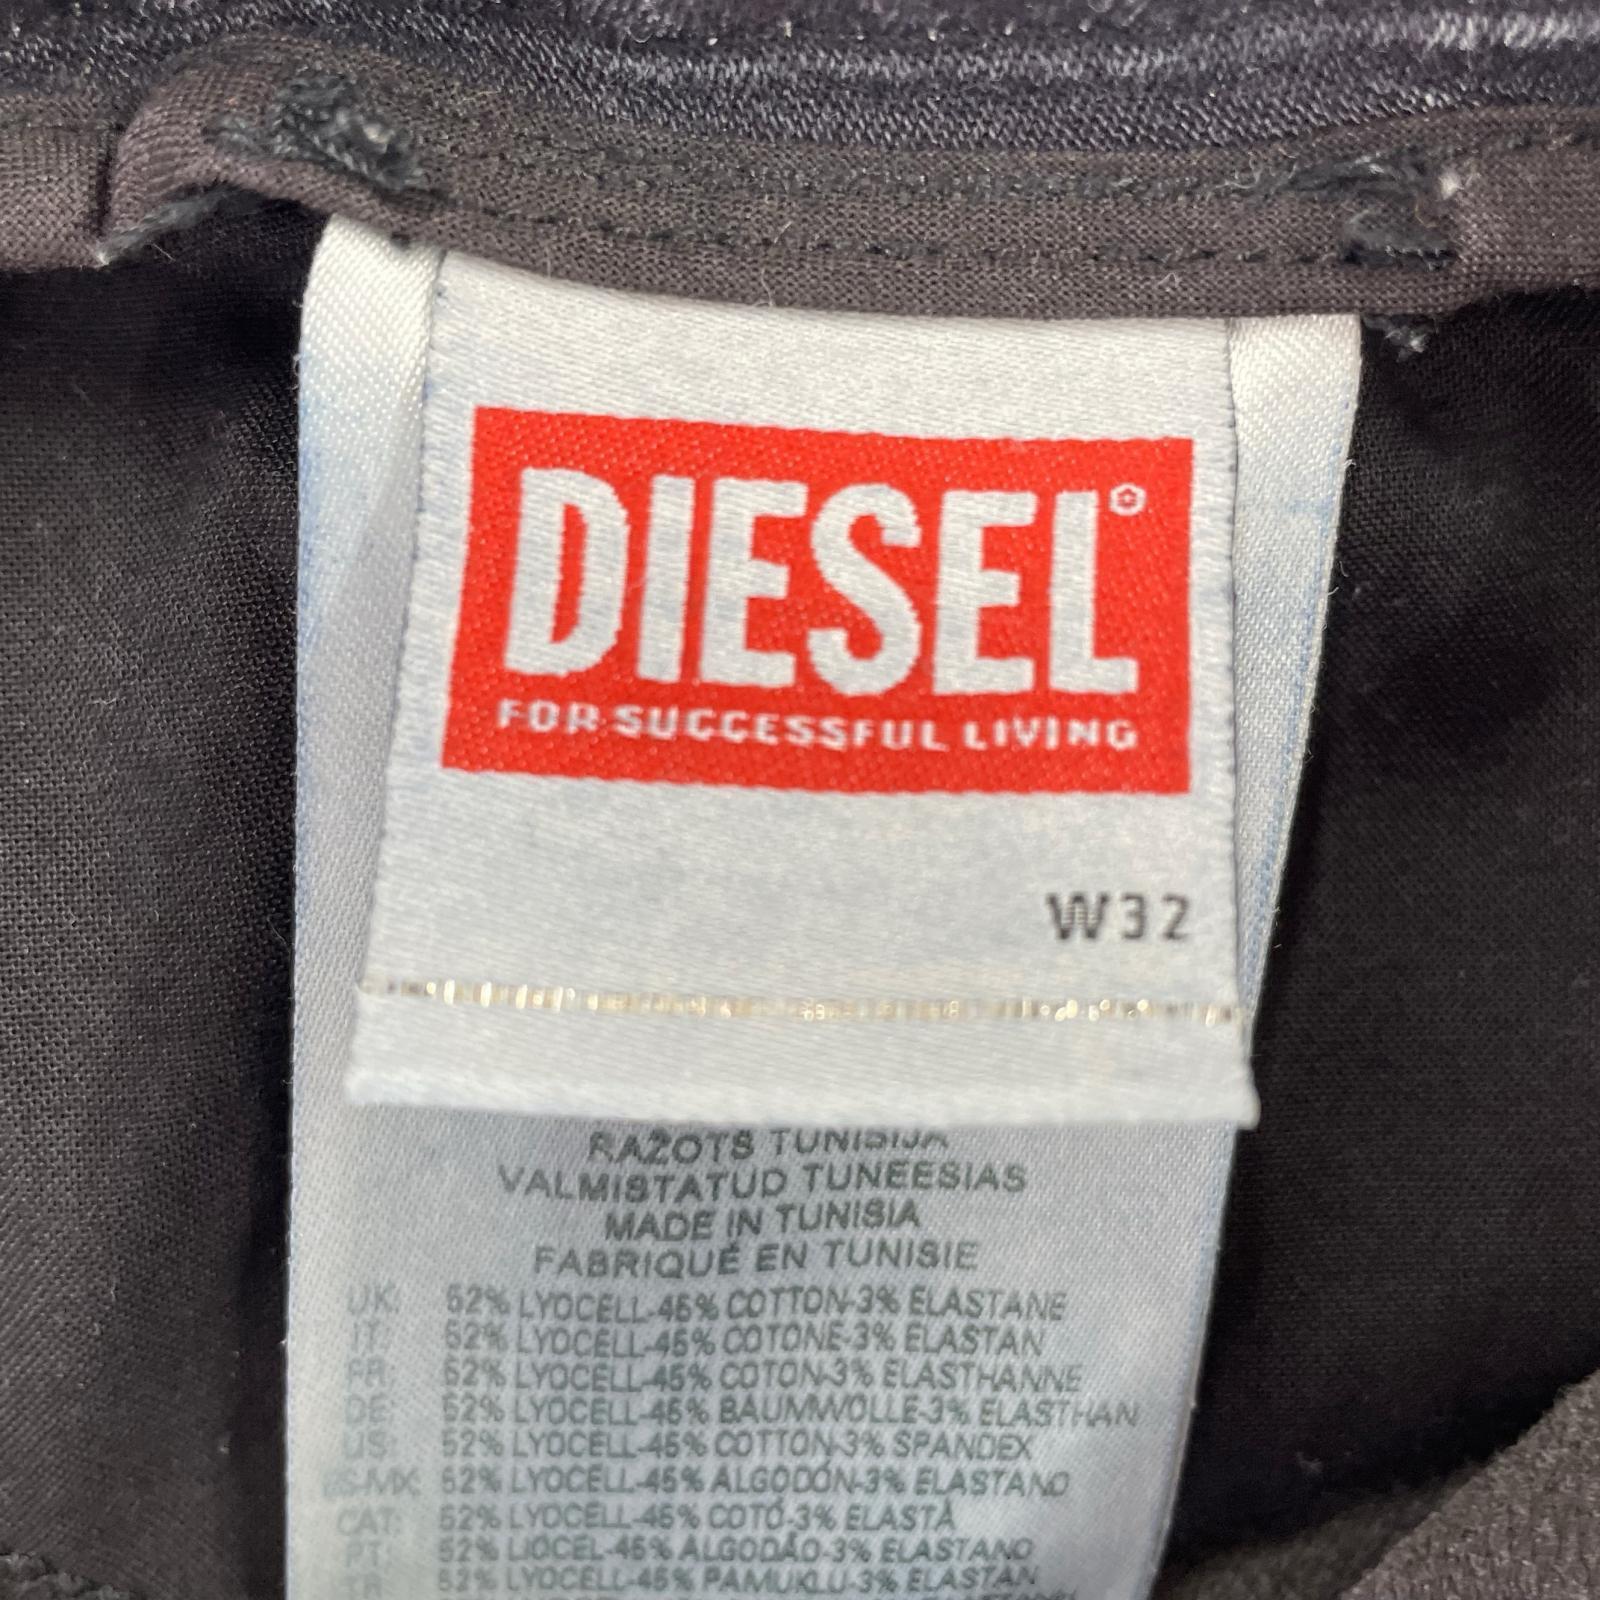 DIESEL
FOR SUCCESSFUL LIVING
W32
RAŽOTS TUNISIJA
VALMISTATUD TUNEESIAS
MADE IN TUNISIA
FABRIQUÉ EN TUNISIE
UK: 52% LYOCELL-45% COTTON-3% ELASTANE
IT: 52% LYOCELL-45% COTONE-3% ELASTAN
FR: 52% LYOCELL-45% COTON-3% ELASTHANNE
DE: 52% LYOCELL-45% BAUMWOLLE-3% ELASTHAN
US: 52% LYOCELL-45% COTTON-3% SPANDEX
ES-MX: 52% LYOCELL-45% ALGODÓN-3% ELASTANO
CAT: 52% LYOCELL-45% COTÓ-3% ELASTÀ
PT: 52% LIOCEL-45% ALGODÃO-3% ELASTANO
TR: 52% LYOCELL-45% PAMUKLU-3% ELASTAN